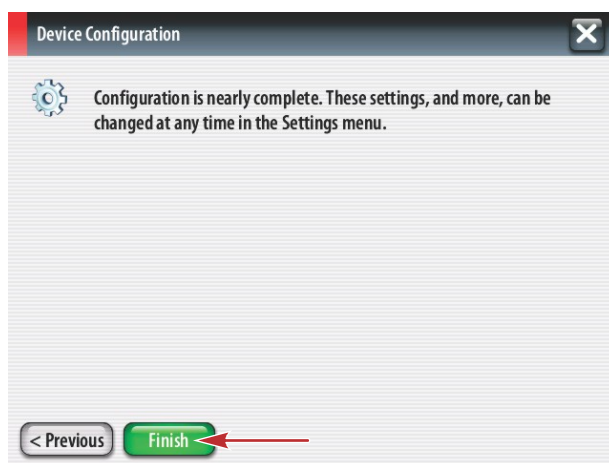 Device Configuration
Configuration is nearly complete. These settings, and more, can be
changed at any time in the Settings menu.
< Previous
Finish